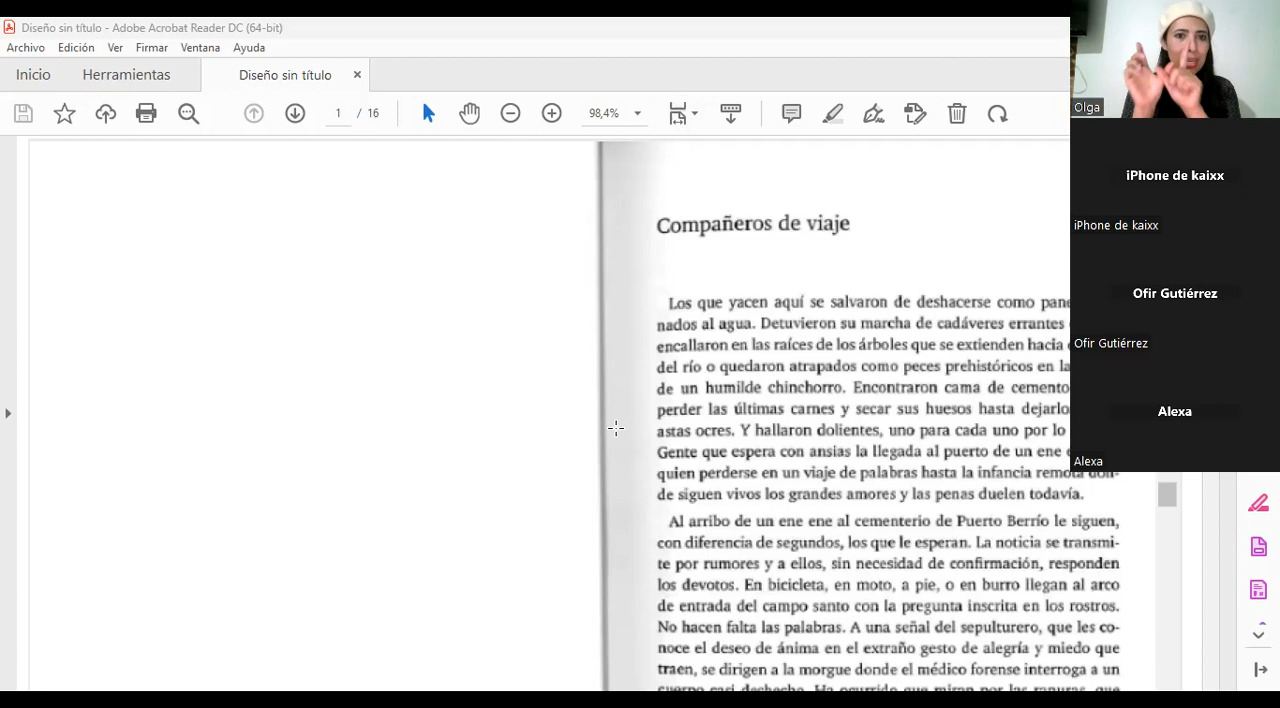 Diseño sin título - Adobe Acrobat Reader DC (64-bit)
Archivo Edición Ver Firmar Ventana Ayuda
Inicio Herramientas Diseño sin título ×
1 / 16 98,4%
Olga
iPhone de kaixx
iPhone de kaixx
Ofir Gutiérrez
Ofir Gutiérrez
Alexa
Alexa
Compañeros de viaje
Los que yacen aquí se salvaron de deshacerse como
nados al agua. Detuvieron su marcha de cadáveres errantes
encallaron en las raíces de los árboles que se extienden hacia
del río o quedaron atrapados como peces prehistóricos en
de un humilde chinchorro. Encontraron cama de cemento
perder las últimas carnes y secar sus huesos hasta
astas ocres. Y hallaron dolientes, uno para cada uno por lo
Gente que espera con ansias la llegada al puerto de un ene
quien perderse en un viaje de palabras hasta la infancia remota don-
de siguen vivos los grandes amores y las penas duelen todavía.
Al arribo de un ene ene al cementerio de Puerto Berrío le siguen,
con diferencia de segundos, los que le esperan. La noticia se transmi-
te por rumores y a ellos, sin necesidad de confirmación, responden
los devotos. En bicicleta, en moto, a pie, o en burro llegan al arco
de entrada del campo santo con la pregunta inscrita en los rostros.
No hacen falta las palabras. A una señal del sepulturero, que les co-
noce el deseo de ánima en el extraño gesto de alegría y miedo que
traen, se dirigen a la morgue donde el médico forense interroga a un